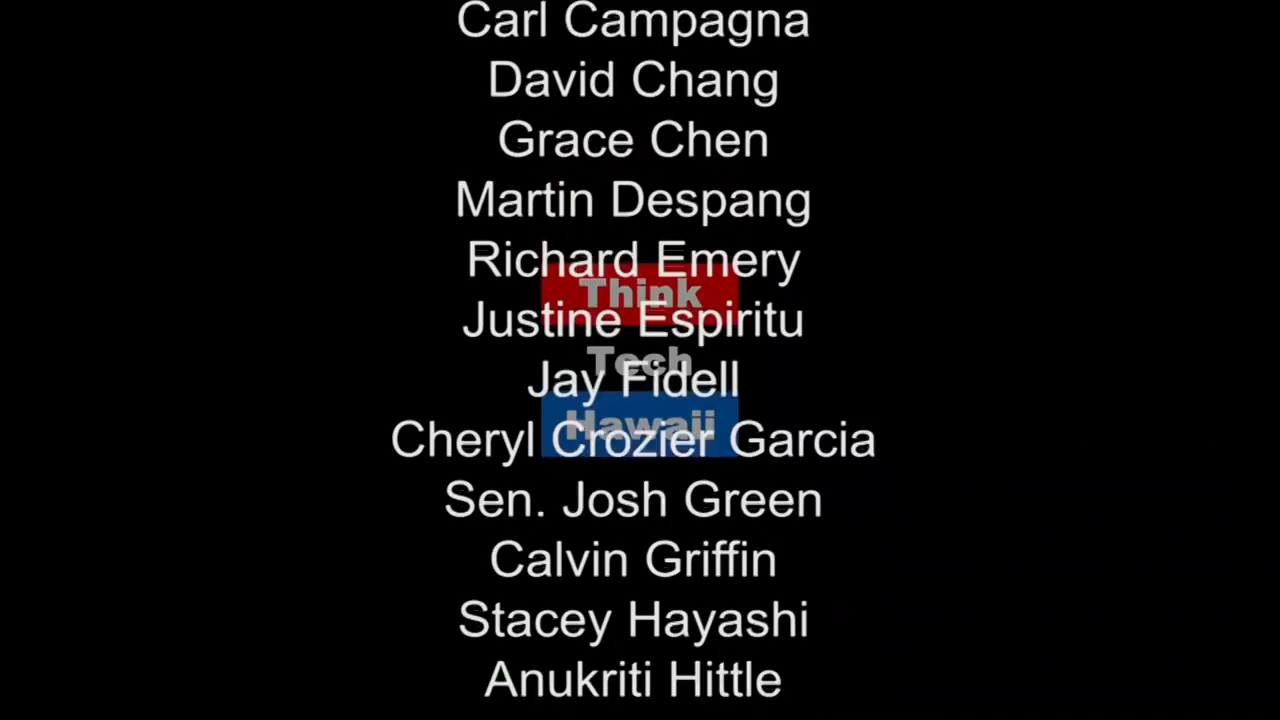 Carl Campagna
David Chang
Grace Chen
Martin Despang
Richard Emery
Think
Justine Espiritu
Tech
Jay Fidell
Hawaii
Cheryl Crozier Garcia
Sen. Josh Green
Calvin Griffin
Stacey Hayashi
Anukriti Hittle